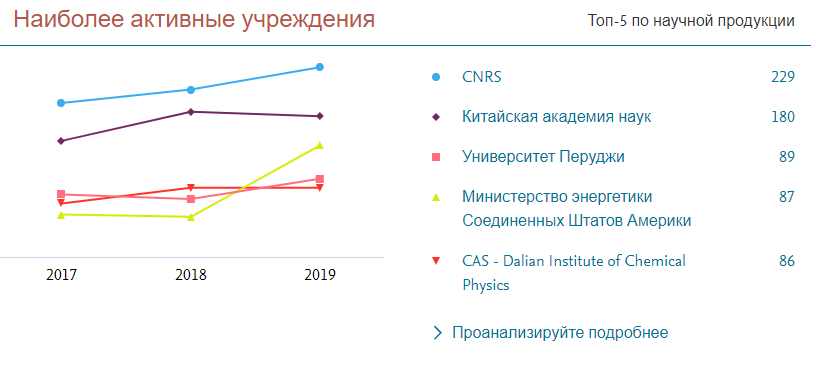 Наиболее активные учреждения
Топ-5 по научной продукции
CNRS 229
Китайская академия наук 180
Университет Перуджи 89
Министерство энергетики 87
Соединенных Штатов Америки
CAS - Dalian Institute of Chemical 86
Physics
2017 2018 2019
Проанализируйте подробнее